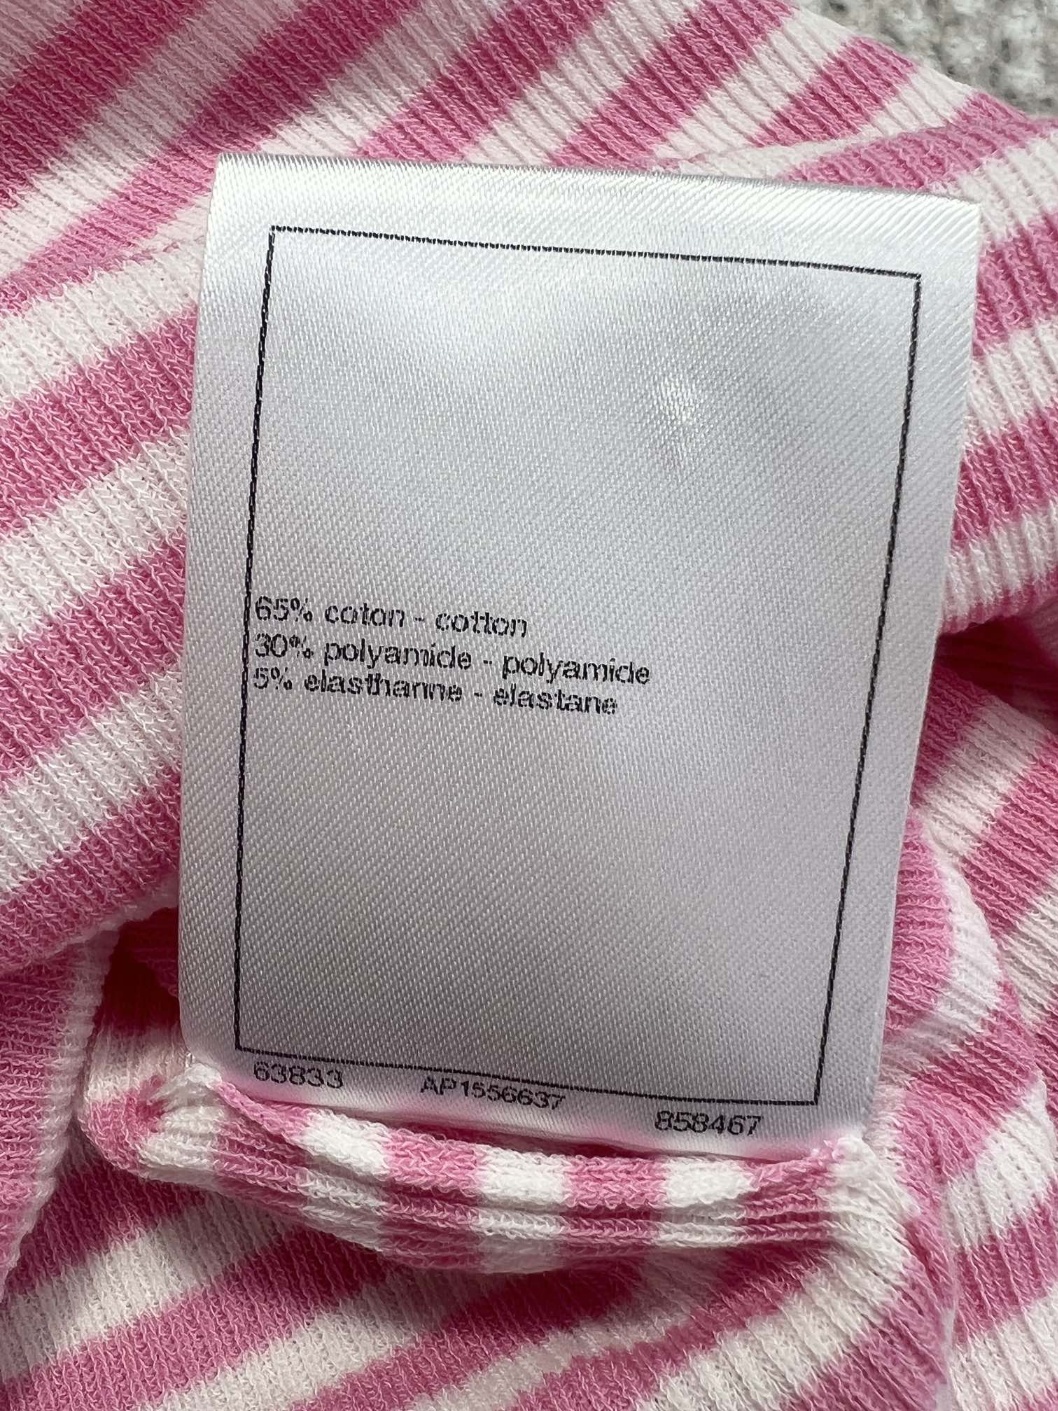 65% coton - cotton
30% polyamide - polyamide
5% elasthanne - elastane
63833 AP1556637 858467